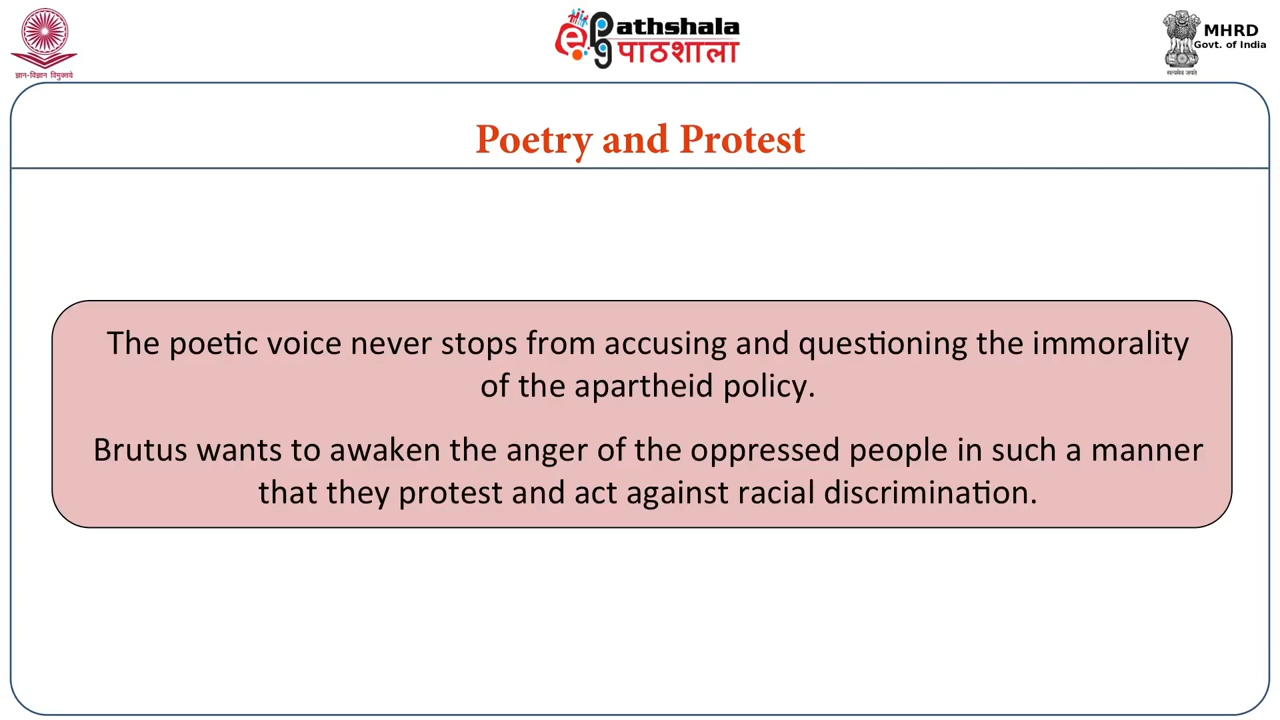 ज्ञान-विज्ञान विमुक्तये
ePG Pathshala
पाठशाला
MHRD
Govt. of India
सत्यमेव जयते
Poetry and Protest
The poetic voice never stops from accusing and questioning the immorality
of the apartheid policy.
Brutus wants to awaken the anger of the oppressed people in such a manner
that they protest and act against racial discrimination.